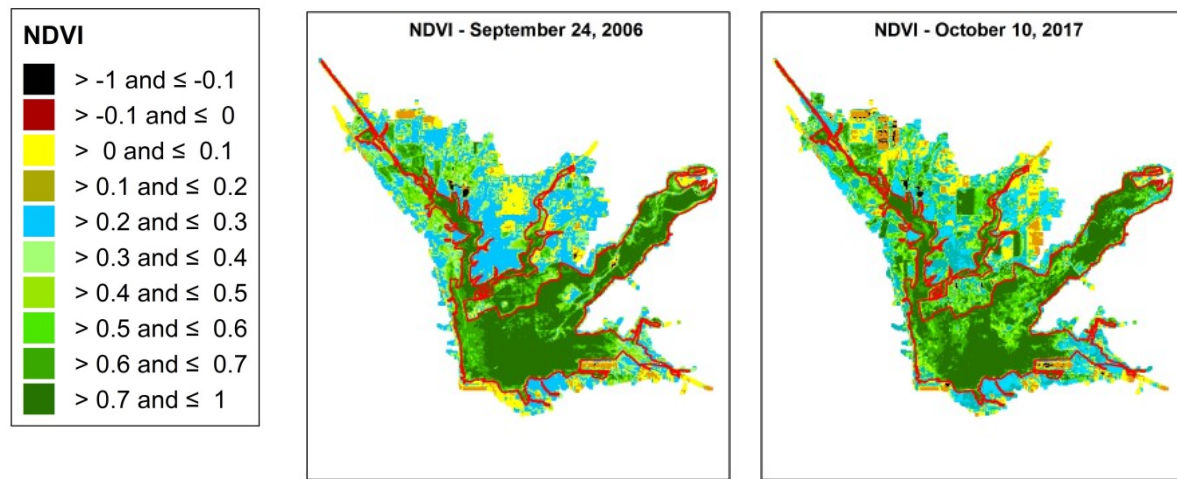 NDVI
> -1 and ≤ -0.1
> -0.1 and ≤ 0
> 0 and ≤ 0.1
> 0.1 and ≤ 0.2
> 0.2 and ≤ 0.3
> 0.3 and ≤ 0.4
> 0.4 and ≤ 0.5
> 0.5 and ≤ 0.6
> 0.6 and ≤ 0.7
> 0.7 and ≤ 1
NDVI - September 24, 2006
NDVI - October 10, 2017